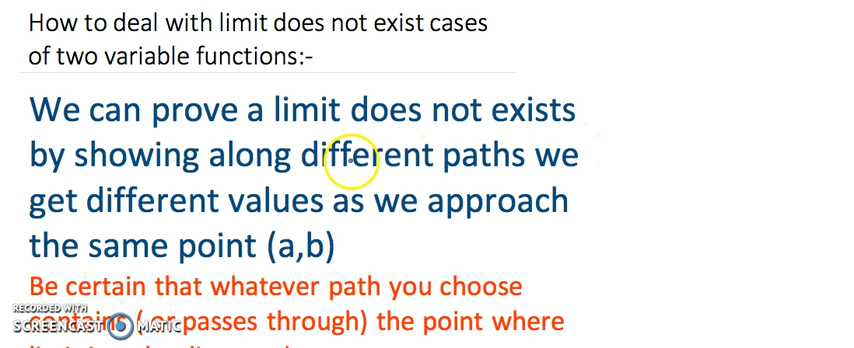 How to deal with limit does not exist cases
of two variable functions:-
We can prove a limit does not exists
by showing along different paths we
get different values as we approach
the same point (a,b)
Be certain that whatever path you choose
RECORDED WITH
contains ( or passes through) the point where
SCREENCAST MATIC